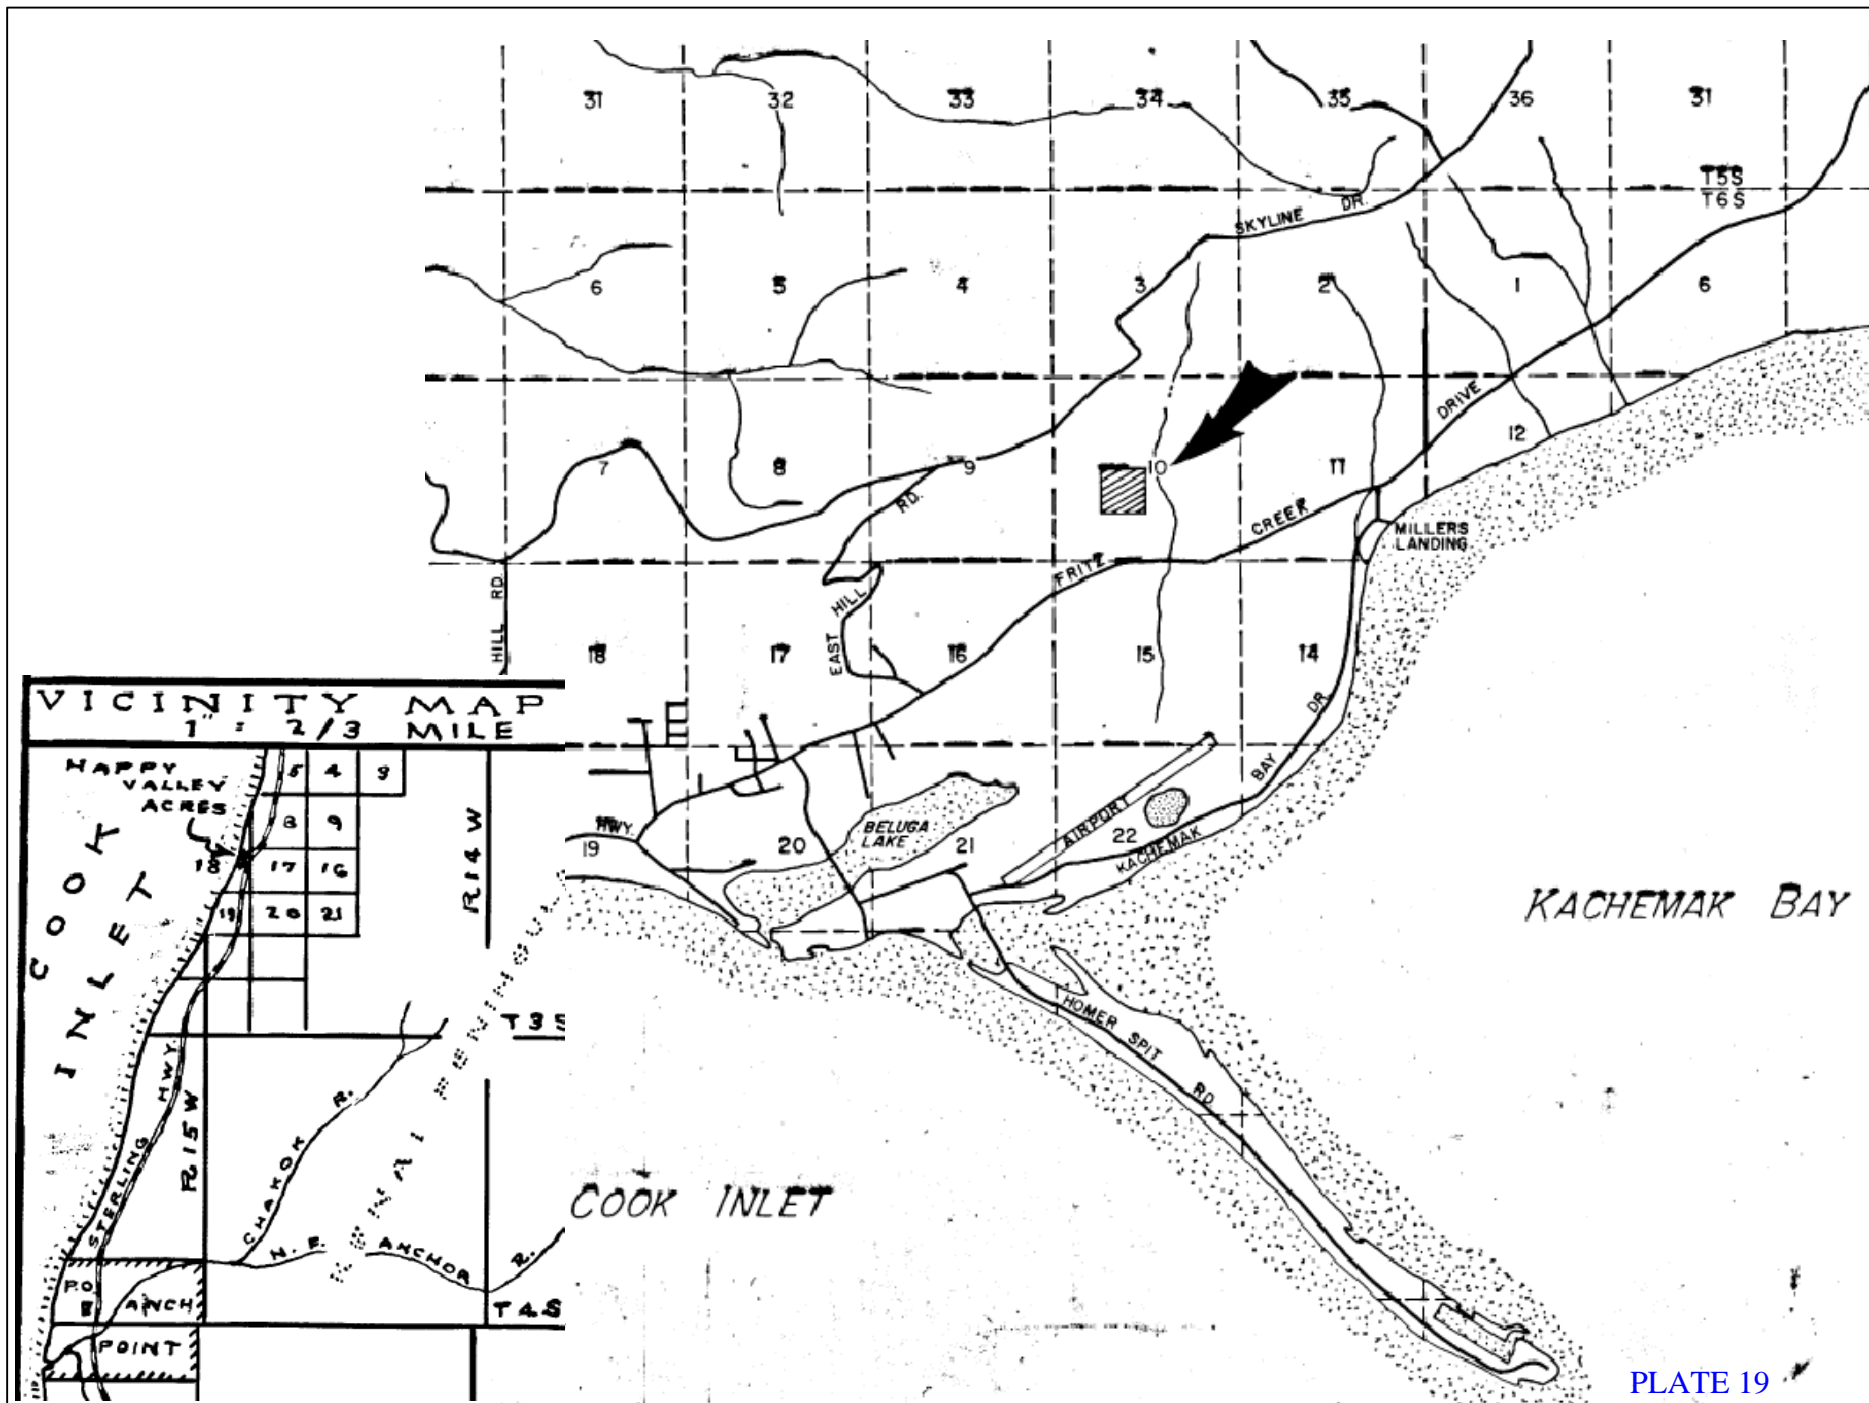 31 32 33 34 35 36 31
T5S
T6S
SKYLINE DR.
6 5 4 3 2 1 6
DRIVE
7 8 9 10 11 12
RD.
CREEK
MILLERS
LANDING
FRITZ
HILL RD
EAST HILL
18 17 16 15 14
BAY DR.
HWY.
19 20 21 22
BELUGA
LAKE
AIRPORT
KACHEMAK
KACHEMAK BAY
HOMER SPIT RD.
COOK INLET
VICINITY MAP
1" = 2/3 MILE
HAPPY
VALLEY
ACRES
5 4 3
8 9
18 17 16
19 20 21
COOK
INLET
R14W
T3S
KENAI PENINSULA
STERLING HWY.
R15W
CHAKOK R.
N. F. ANCHOR R.
P.O.
ANCH
T4S
POINT
PLATE 19